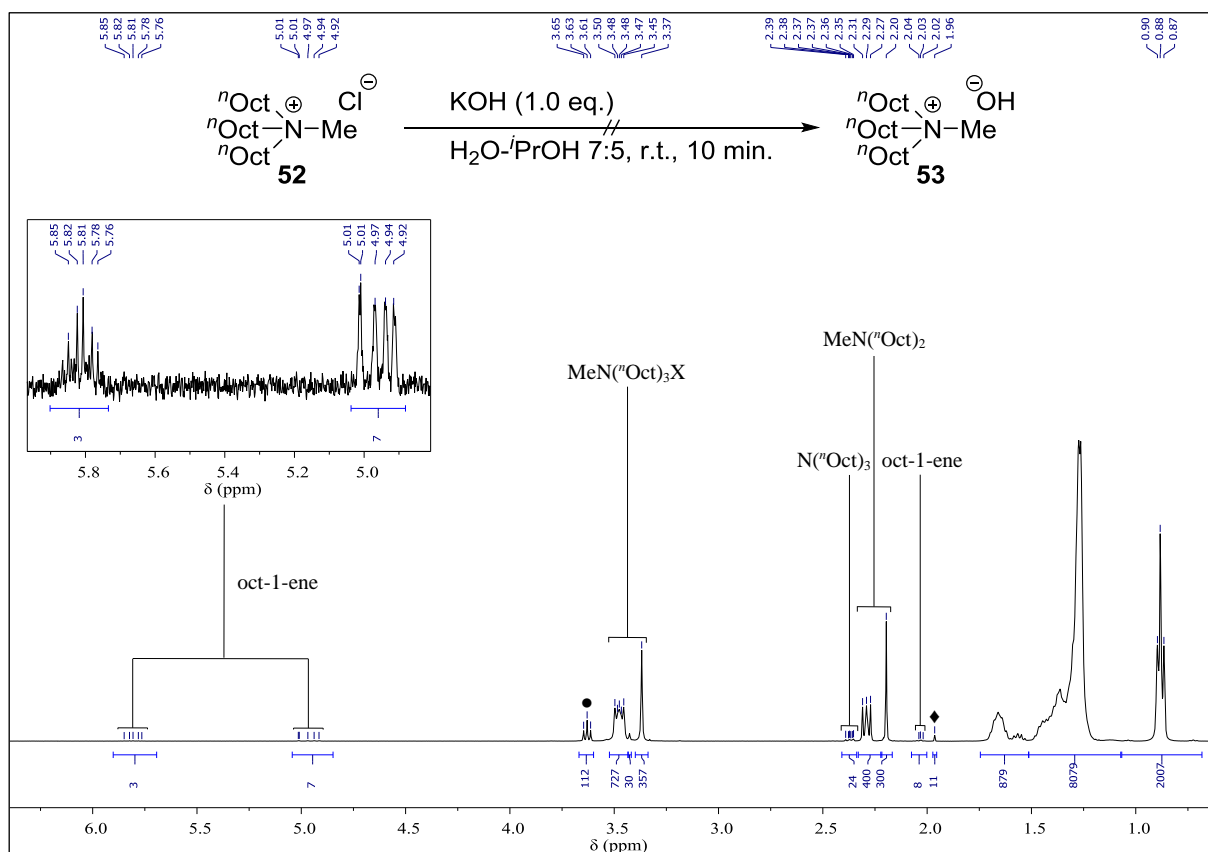 5.85 5.82 5.81 5.78 5.76 5.01 5.01 4.97 4.94 4.92 3.65 3.63 3.61 3.50 3.48 3.48 3.47 3.45 3.37 2.39 2.38 2.37 2.37 2.36 2.35 2.31 2.29 2.27 2.20 2.04 2.03 2.02 1.96 0.90 0.88 0.87
ⁿOct ⊕ Cl⊖
ⁿOct N Me
ⁿOct
52
KOH (1.0 eq.)
H₂O-ⁱPrOH 7:5, r.t., 10 min.
ⁿOct ⊕ ⊖OH
ⁿOct N Me
ⁿOct
53
5.85 5.82 5.81 5.78 5.76 5.01 5.01 4.97 4.94 4.92
3 7
5.8 5.6 5.4 5.2 5.0
δ (ppm)
MeN(ⁿOct)₂
MeN(ⁿOct)₃X
N(ⁿOct)₃ oct-1-ene
oct-1-ene
3 7 112 727 30 357 24 400 300 8 11 879 8079 2007
6.0 5.5 5.0 4.5 4.0 3.5 3.0 2.5 2.0 1.5 1.0
δ (ppm)